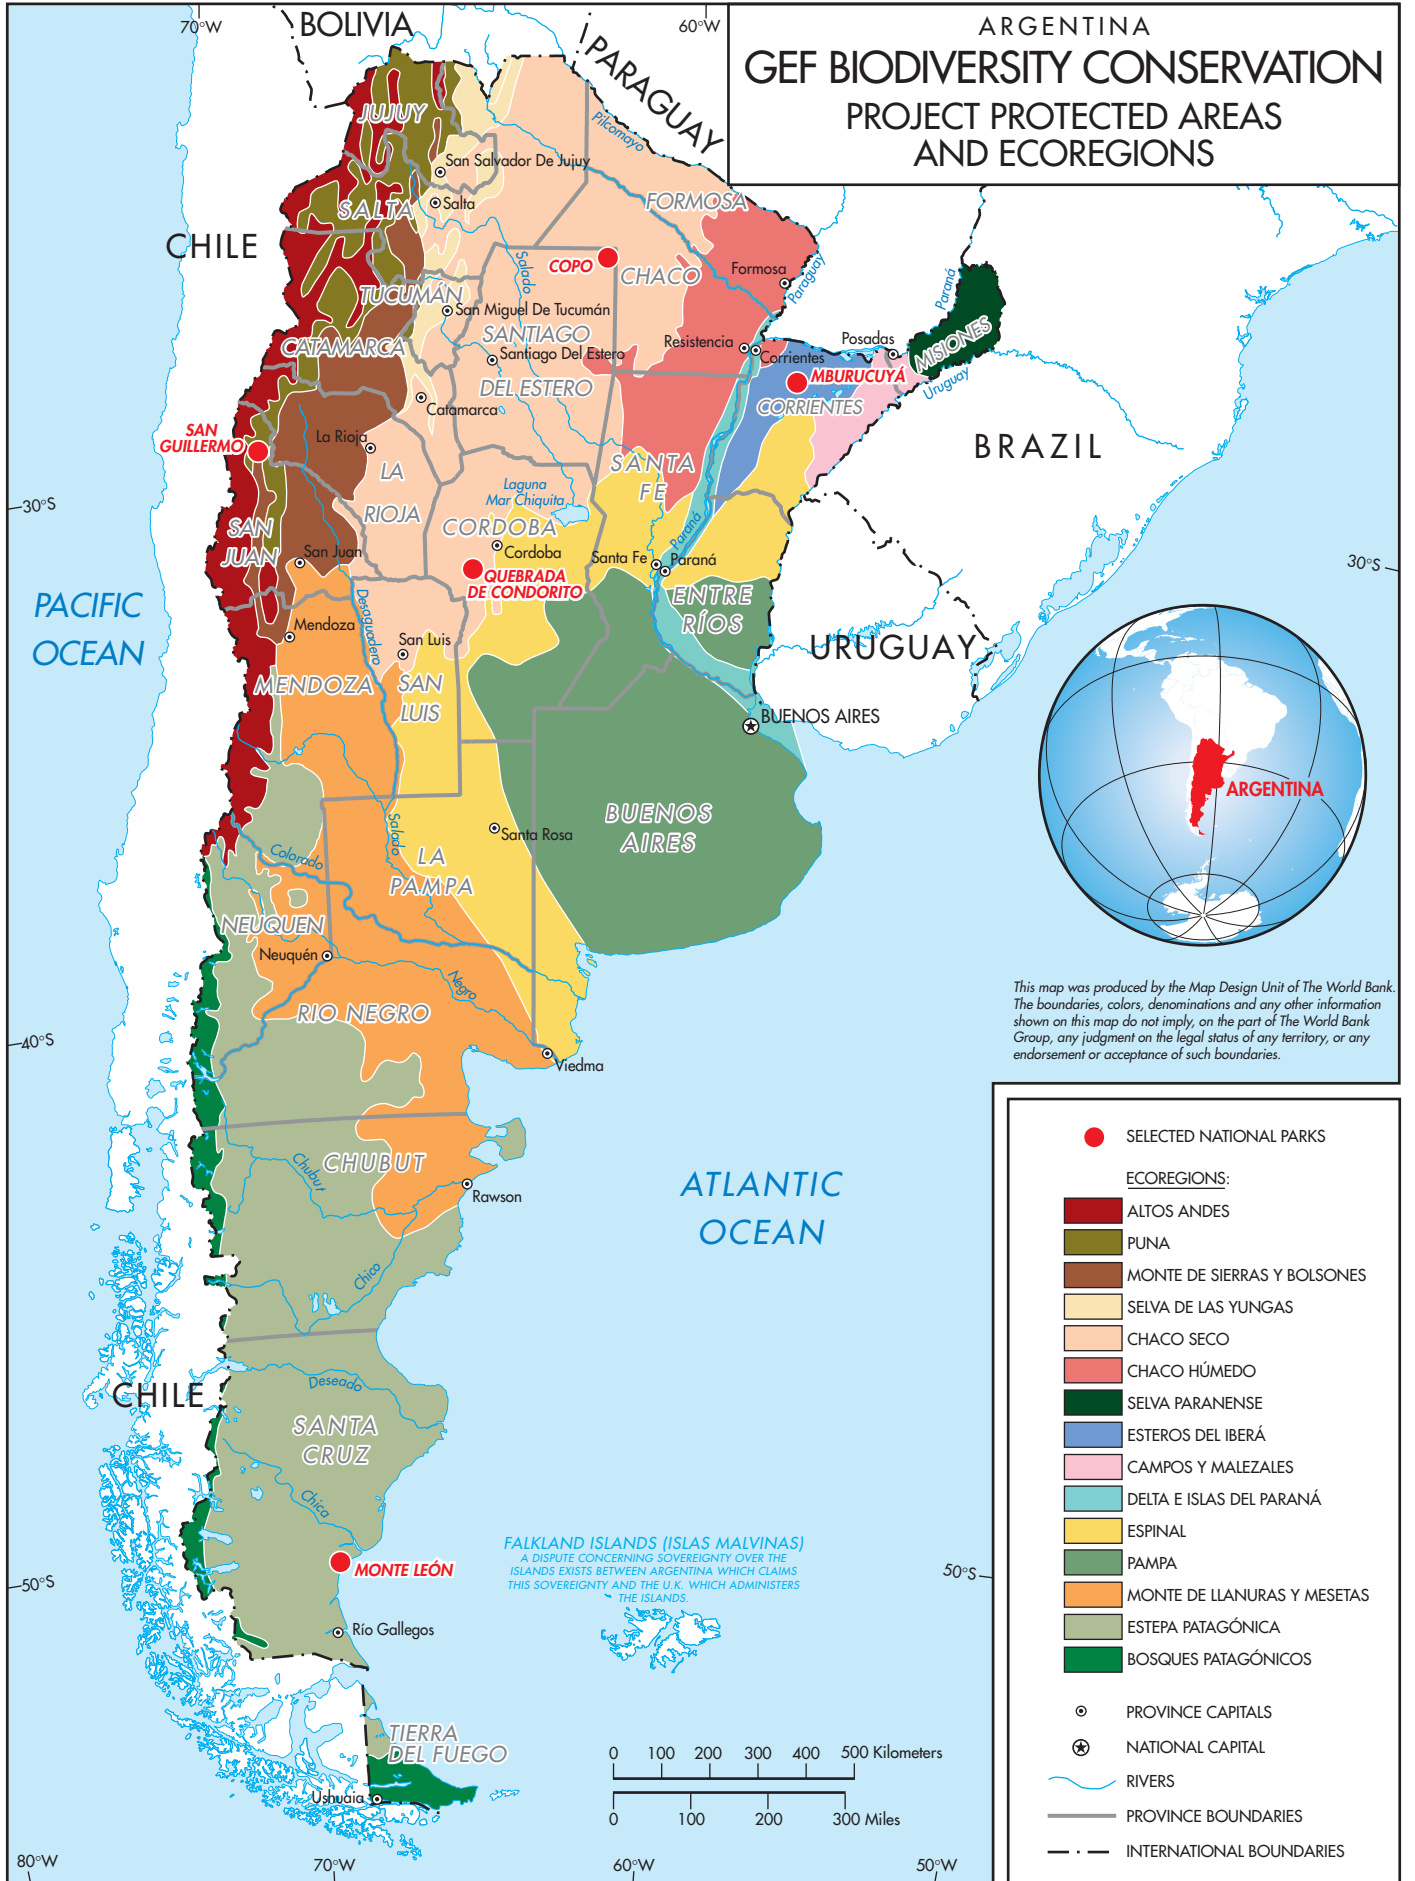 ARGENTINA
GEF BIODIVERSITY CONSERVATION
PROJECT PROTECTED AREAS
AND ECOREGIONS
70°W
60°W
BOLIVIA
PARAGUAY
CHILE
JUJUY
Pilcomayo
San Salvador De Jujuy
SALTA
Salta
FORMOSA
COPO
CHACO
Salado
Formosa
Paraguay
Paraná
TUCUMÁN
San Miguel De Tucumán
SANTIAGO
DEL ESTERO
Santiago Del Estero
CATAMARCA
Catamarca
Resistencia
Corrientes
Posadas
MISIONES
Uruguay
MBURUCUYÁ
CORRIENTES
BRAZIL
SAN
GUILLERMO
La Rioja
LA
RIOJA
SANTA
FE
Laguna
Mar Chiquita
30°S
SAN
JUAN
San Juan
CORDOBA
Cordoba
Santa Fe
Paraná
Paraná
QUEBRADA
DE CONDORITO
30°S
PACIFIC
OCEAN
Desaguadero
Mendoza
San Luis
ENTRE
RÍOS
URUGUAY
MENDOZA
SAN
LUIS
BUENOS AIRES
ARGENTINA
BUENOS
AIRES
Salado
Santa Rosa
Colorado
LA
PAMPA
NEUQUEN
Neuquén
Negro
RIO NEGRO
40°S
Viedma
This map was produced by the Map Design Unit of The World Bank.
The boundaries, colors, denominations and any other information
shown on this map do not imply, on the part of The World Bank
Group, any judgment on the legal status of any territory, or any
endorsement or acceptance of such boundaries.
CHUBUT
Chubut
Rawson
ATLANTIC
OCEAN
Chico
CHILE
Deseado
SANTA
CRUZ
Chica
MONTE LEÓN
50°S
50°S
Río Gallegos
FALKLAND ISLANDS (ISLAS MALVINAS)
A DISPUTE CONCERNING SOVEREIGNTY OVER THE
ISLANDS EXISTS BETWEEN ARGENTINA WHICH CLAIMS
THIS SOVEREIGNTY AND THE U.K. WHICH ADMINISTERS
THE ISLANDS.
TIERRA
DEL FUEGO
Ushuaia
0 100 200 300 400 500 Kilometers
0 100 200 300 Miles
80°W
70°W
60°W
50°W
SELECTED NATIONAL PARKS
ECOREGIONS:
ALTOS ANDES
PUNA
MONTE DE SIERRAS Y BOLSONES
SELVA DE LAS YUNGAS
CHACO SECO
CHACO HÚMEDO
SELVA PARANENSE
ESTEROS DEL IBERÁ
CAMPOS Y MALEZALES
DELTA E ISLAS DEL PARANÁ
ESPINAL
PAMPA
MONTE DE LLANURAS Y MESETAS
ESTEPA PATAGÓNICA
BOSQUES PATAGÓNICOS
PROVINCE CAPITALS
NATIONAL CAPITAL
RIVERS
PROVINCE BOUNDARIES
INTERNATIONAL BOUNDARIES